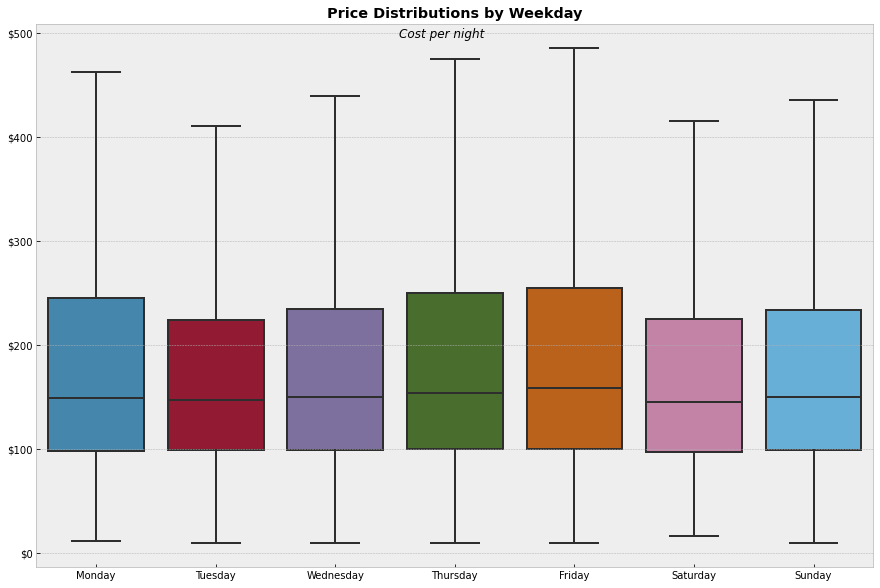 Price Distributions by Weekday
Cost per night
$500
$400
$300
$200
$100
$0
Monday Tuesday Wednesday Thursday Friday Saturday Sunday